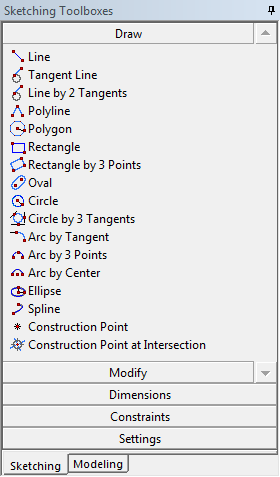 Sketching Toolboxes
Draw
Line
Tangent Line
Line by 2 Tangents
Polyline
Polygon
Rectangle
Rectangle by 3 Points
Oval
Circle
Circle by 3 Tangents
Arc by Tangent
Arc by 3 Points
Arc by Center
Ellipse
Spline
Construction Point
Construction Point at Intersection
Modify
Dimensions
Constraints
Settings
Sketching Modeling